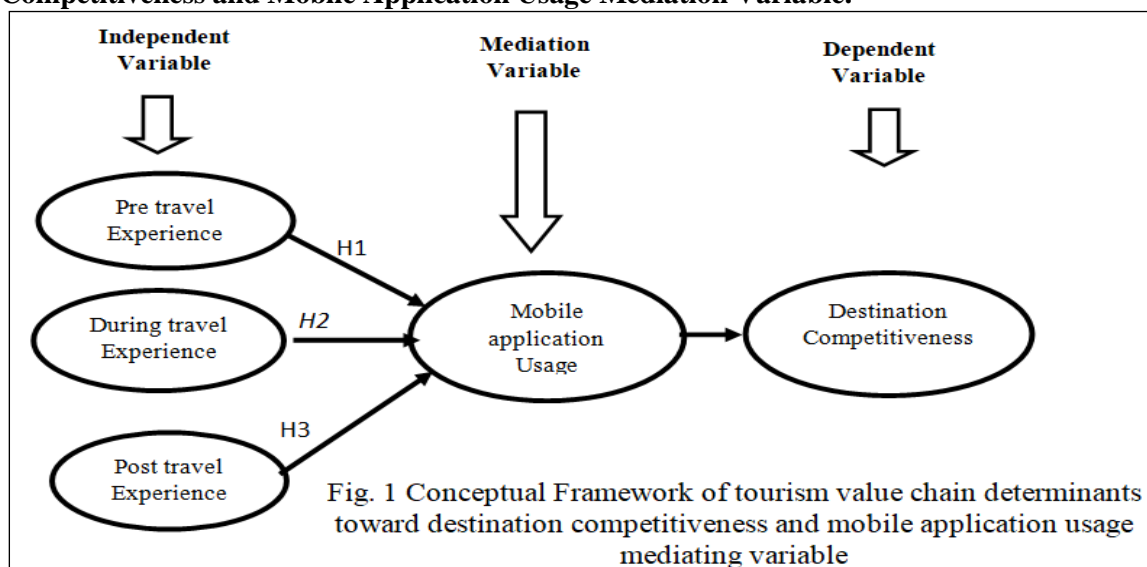 Competitiveness and Mobile Application Usage Mediation Variable.
Independent
Variable
Mediation
Variable
Dependent
Variable
Pre travel
Experience
H1
During travel
Experience
H2
Mobile
application
Usage
Destination
Competitiveness
H3
Post travel
Experience
Fig. 1 Conceptual Framework of tourism value chain determinants
toward destination competitiveness and mobile application usage
mediating variable